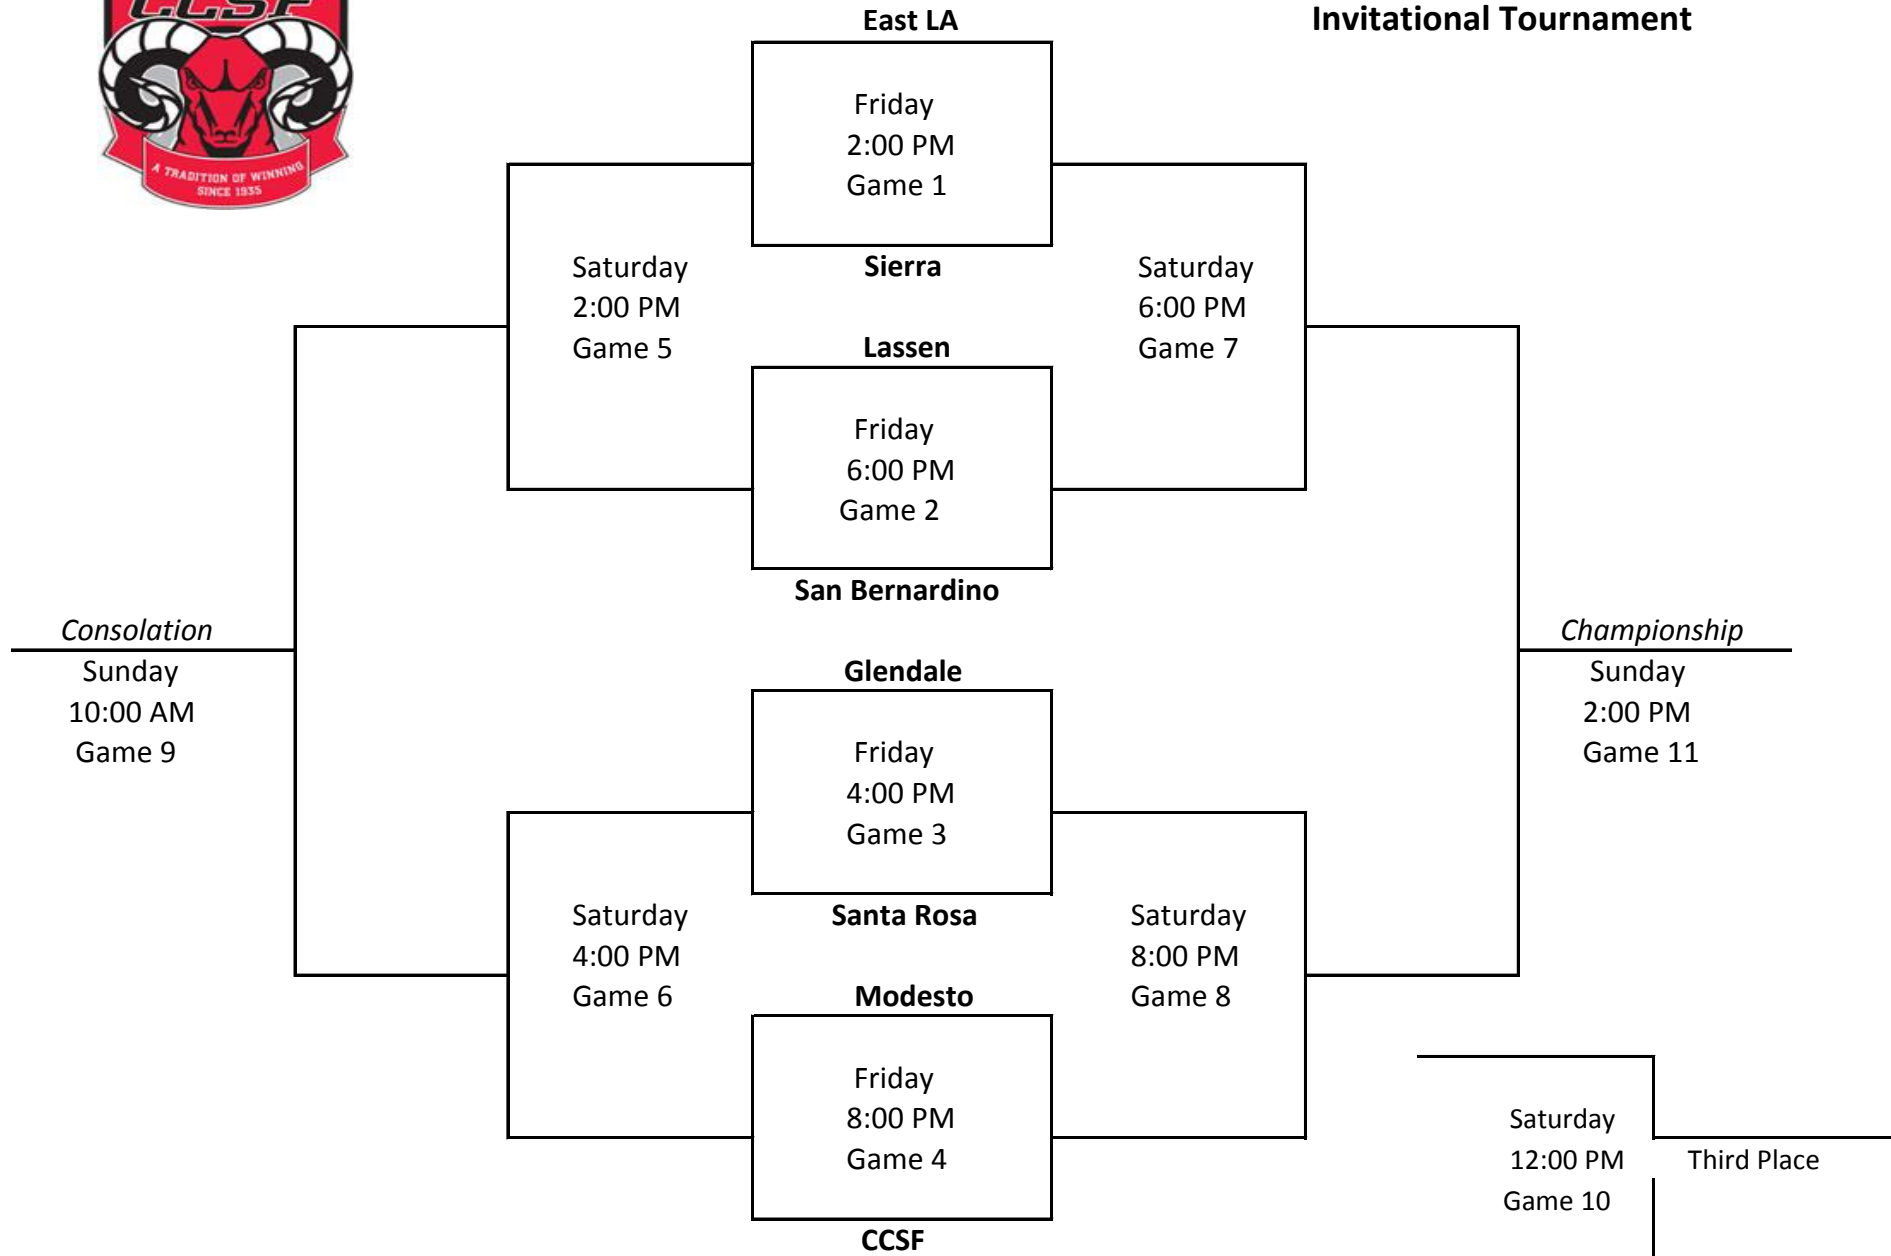 CCSF
A TRADITION OF WINNING
SINCE 1935
East LA
Invitational Tournament
Friday
2:00 PM
Game 1
Sierra
Saturday
2:00 PM
Game 5
Saturday
6:00 PM
Game 7
Lassen
Friday
6:00 PM
Game 2
San Bernardino
Consolation
Sunday
10:00 AM
Game 9
Championship
Sunday
2:00 PM
Game 11
Glendale
Friday
4:00 PM
Game 3
Santa Rosa
Saturday
4:00 PM
Game 6
Saturday
8:00 PM
Game 8
Modesto
Friday
8:00 PM
Game 4
CCSF
Saturday
12:00 PM
Game 10
Third Place